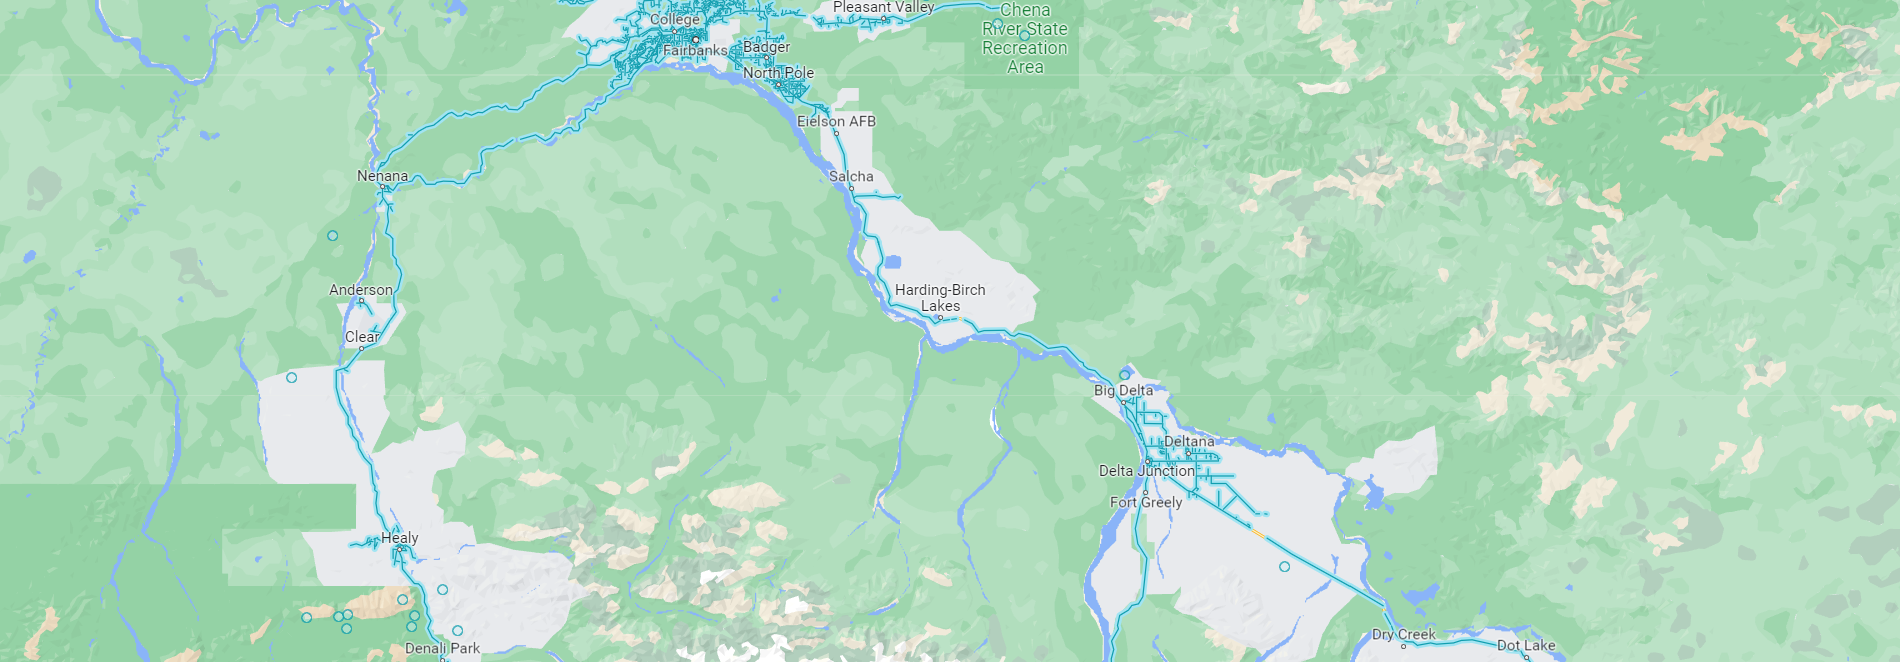 Pleasant Valley
College
Chena
River State
Recreation
Area
Fairbanks
Badger
North Pole
Eielson AFB
Nenana
Salcha
Anderson
Harding-Birch
Lakes
Clear
Big Delta
Deltana
Delta Junction
Fort Greely
Healy
Denali Park
Dry Creek
Dot Lake